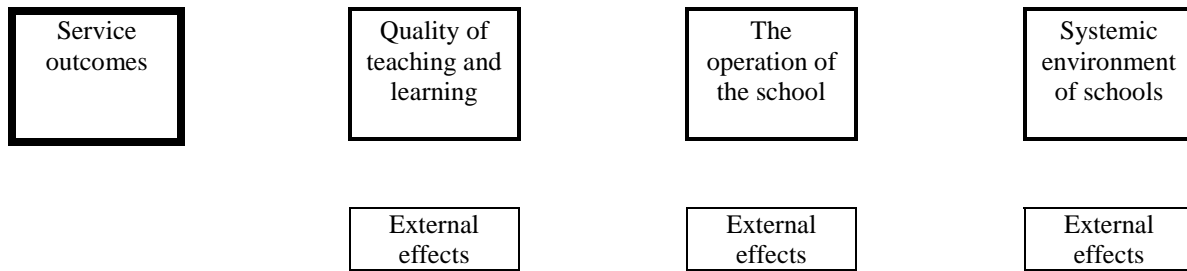 Service
outcomes
Quality of
teaching and
learning
The
operation of
the school
Systemic
environment
of schools
External
effects
External
effects
External
effects